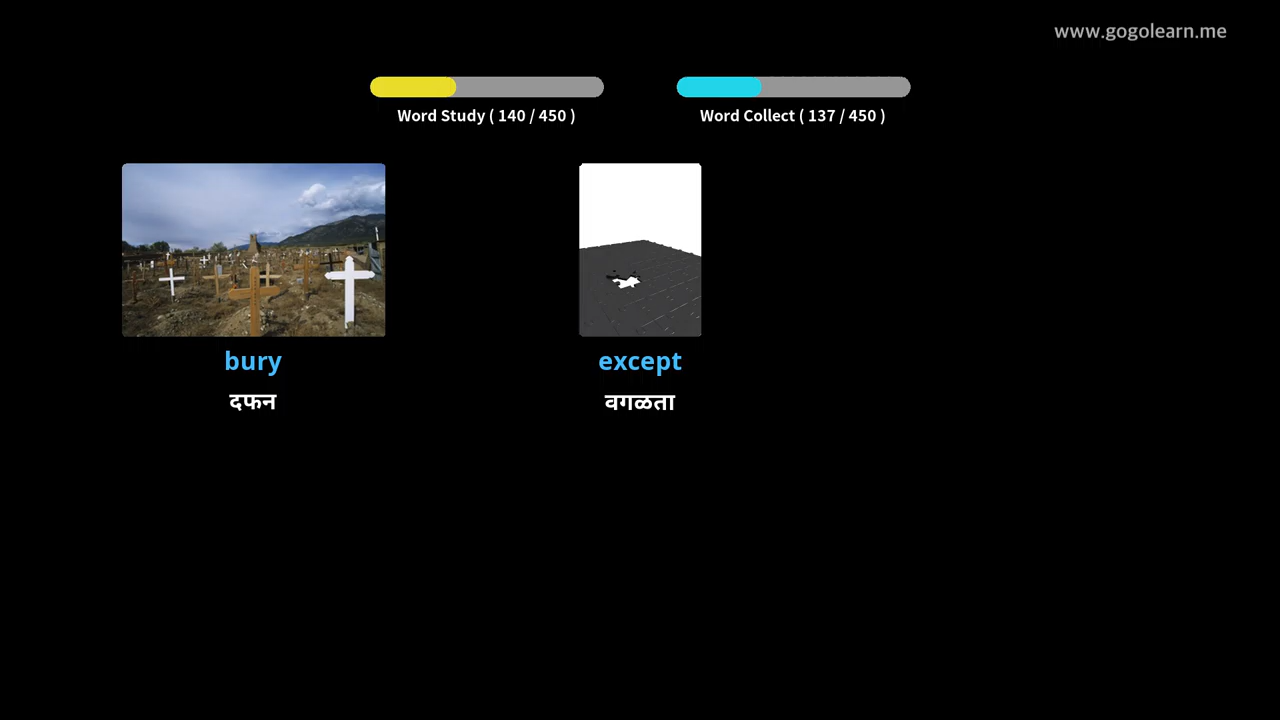 www.gogolearn.me
Word Study ( 140 / 450 )
Word Collect ( 137 / 450 )
bury
except
दफन
वगळता